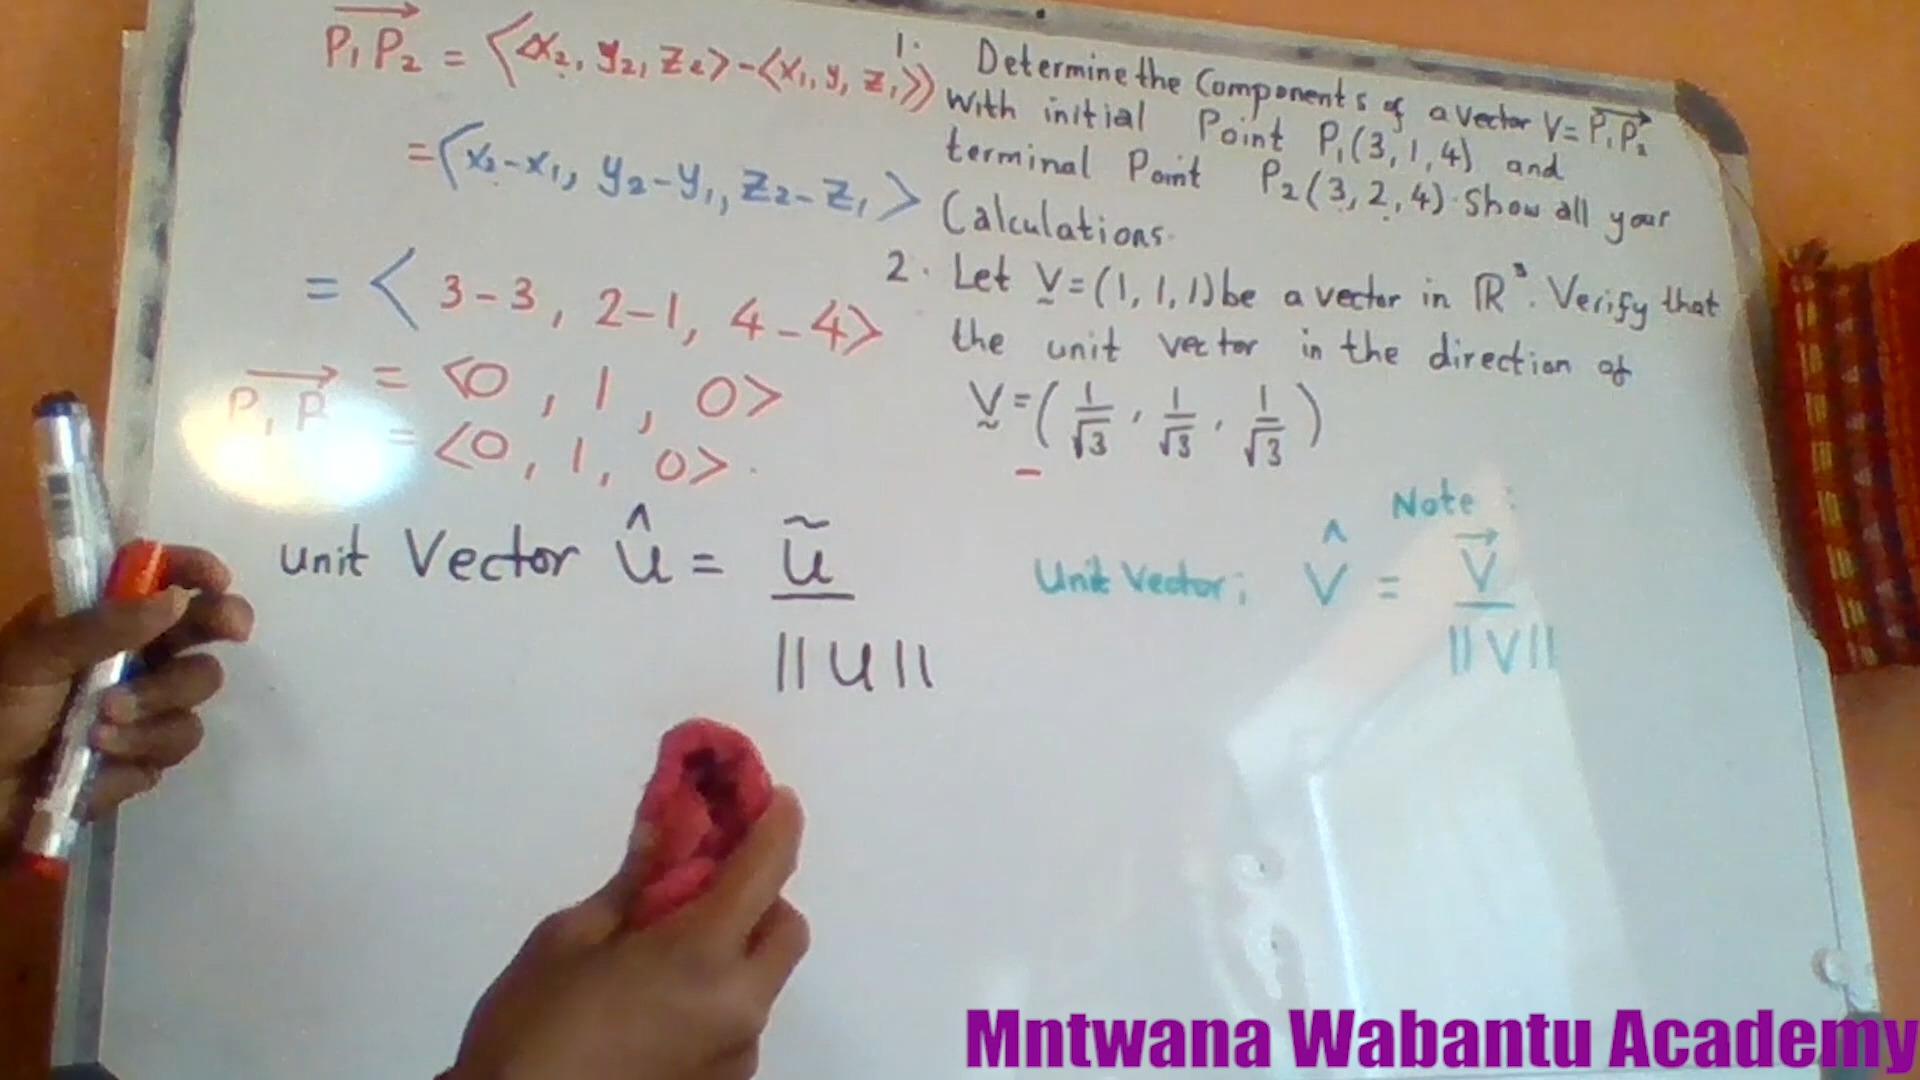 P₁P₂ = ⟨x₂, y₂, z₂⟩-⟨x₁, y, z₁⟩⟩
=⟨x₂-x₁, y₂-y₁, z₂-z₁⟩
= ⟨ 3-3, 2-1, 4-4⟩
P₁P = ⟨0, 1, 0⟩
= ⟨0, 1, 0⟩.
unit Vector û = ũ / ||u||
1. Determine the Components of a vector V= P₁P₂
with initial Point P₁(3,1,4) and
terminal Point P₂(3,2,4). Show all your
Calculations.
2. Let V=(1,1,1) be a vector in ℝ³. Verify that
the unit vector in the direction of
V=(1/√3, 1/√3, 1/√3)
Note:
Unit Vector; V̂ = V⃗ / ||V||
Mntwana Wabantu Academy